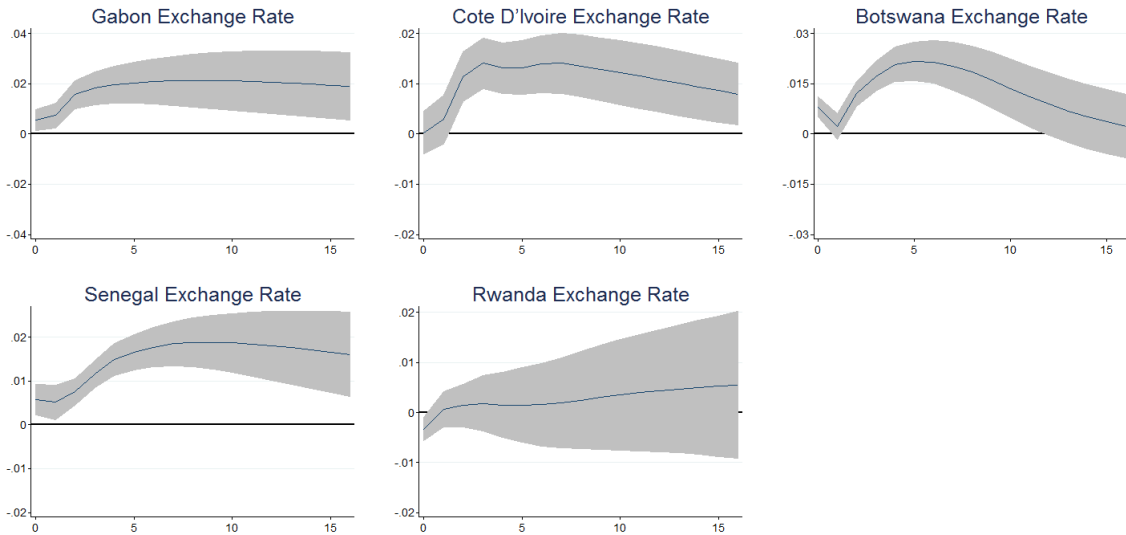 Gabon Exchange Rate
.04
.02
0
-.02
-.04
0 5 10 15
Cote D'Ivoire Exchange Rate
.02
.01
0
-.01
-.02
0 5 10 15
Botswana Exchange Rate
.03
.015
0
-.015
-.03
0 5 10 15
Senegal Exchange Rate
.02
.01
0
-.01
-.02
0 5 10 15
Rwanda Exchange Rate
.02
.01
0
-.01
-.02
0 5 10 15